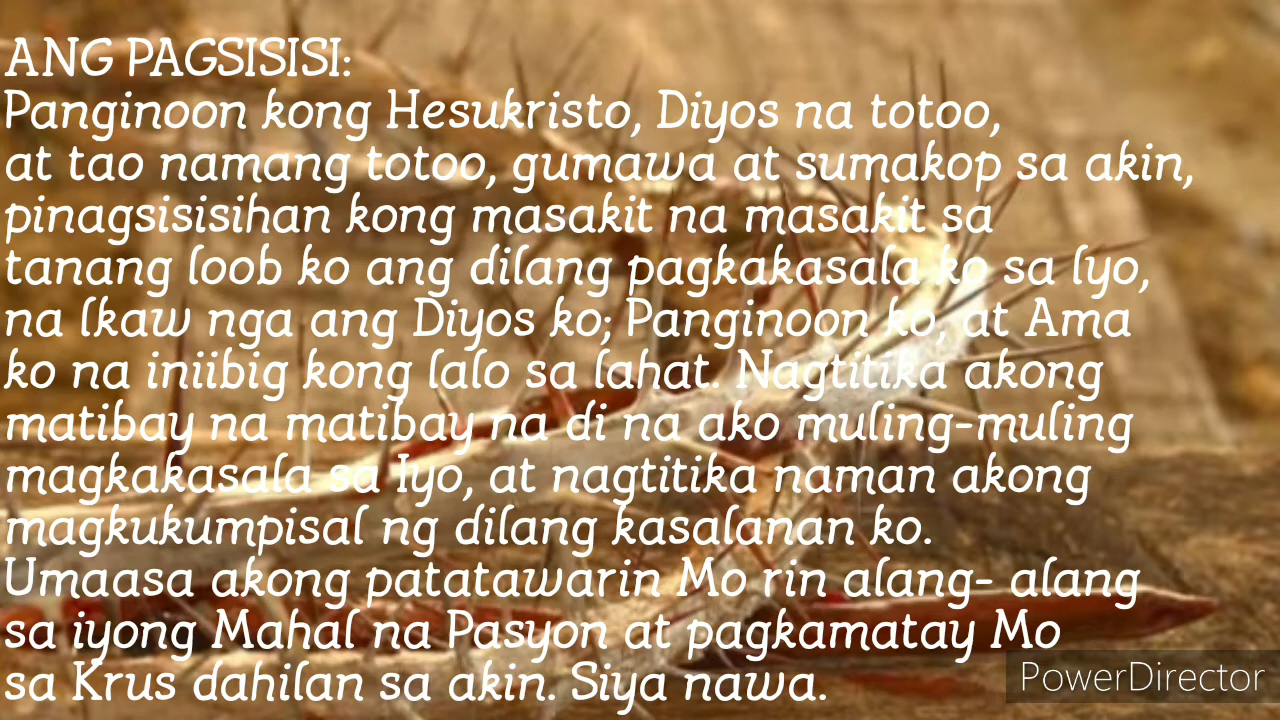 ANG PAGSISISI:
Panginoon kong Hesukristo, Diyos na totoo,
at tao namang totoo, gumawa at sumakop sa akin,
pinagsisisihan kong masakit na masakit sa
tanang loob ko ang dilang pagkakasala ko sa lyo,
na lkaw nga ang Diyos ko; Panginoon ko, at Ama
ko na iniibig kong lalo sa lahat. Nagtitika akong
matibay na matibay na di na ako muling-muling
magkakasala sa Iyo, at nagtitika naman akong
magkukumpisal ng dilang kasalanan ko.
Umaasa akong patatawarin Mo rin alang- alang
sa iyong Mahal na Pasyon at pagkamatay Mo
sa Krus dahilan sa akin. Siya nawa.
PowerDirector